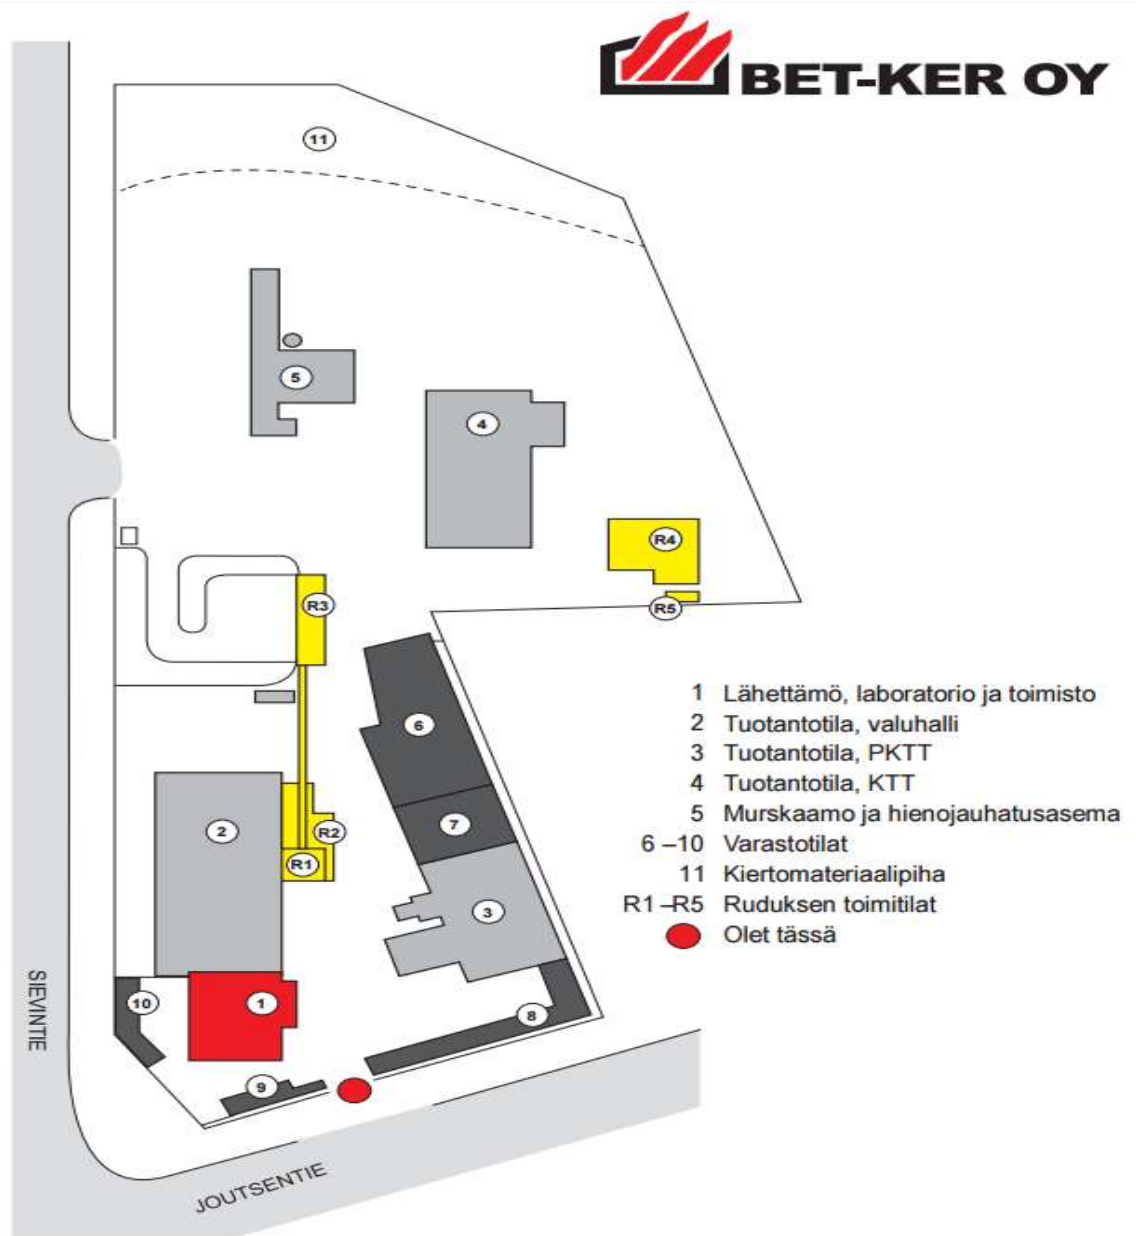 BET-KER OY
11
5
4
R4
R3
R5
6
7
2
R2
R1
3
10
1
8
9
SIEVINTIE
JOUTSENTIE
1 Lähettämö, laboratorio ja toimisto
2 Tuotantotila, valuhalli
3 Tuotantotila, PKTT
4 Tuotantotila, KTT
5 Murskaamo ja hienojauhatusasema
6 –10 Varastotilat
11 Kiertomateriaalipiha
R1 –R5 Ruduksen toimitilat
Olet tässä